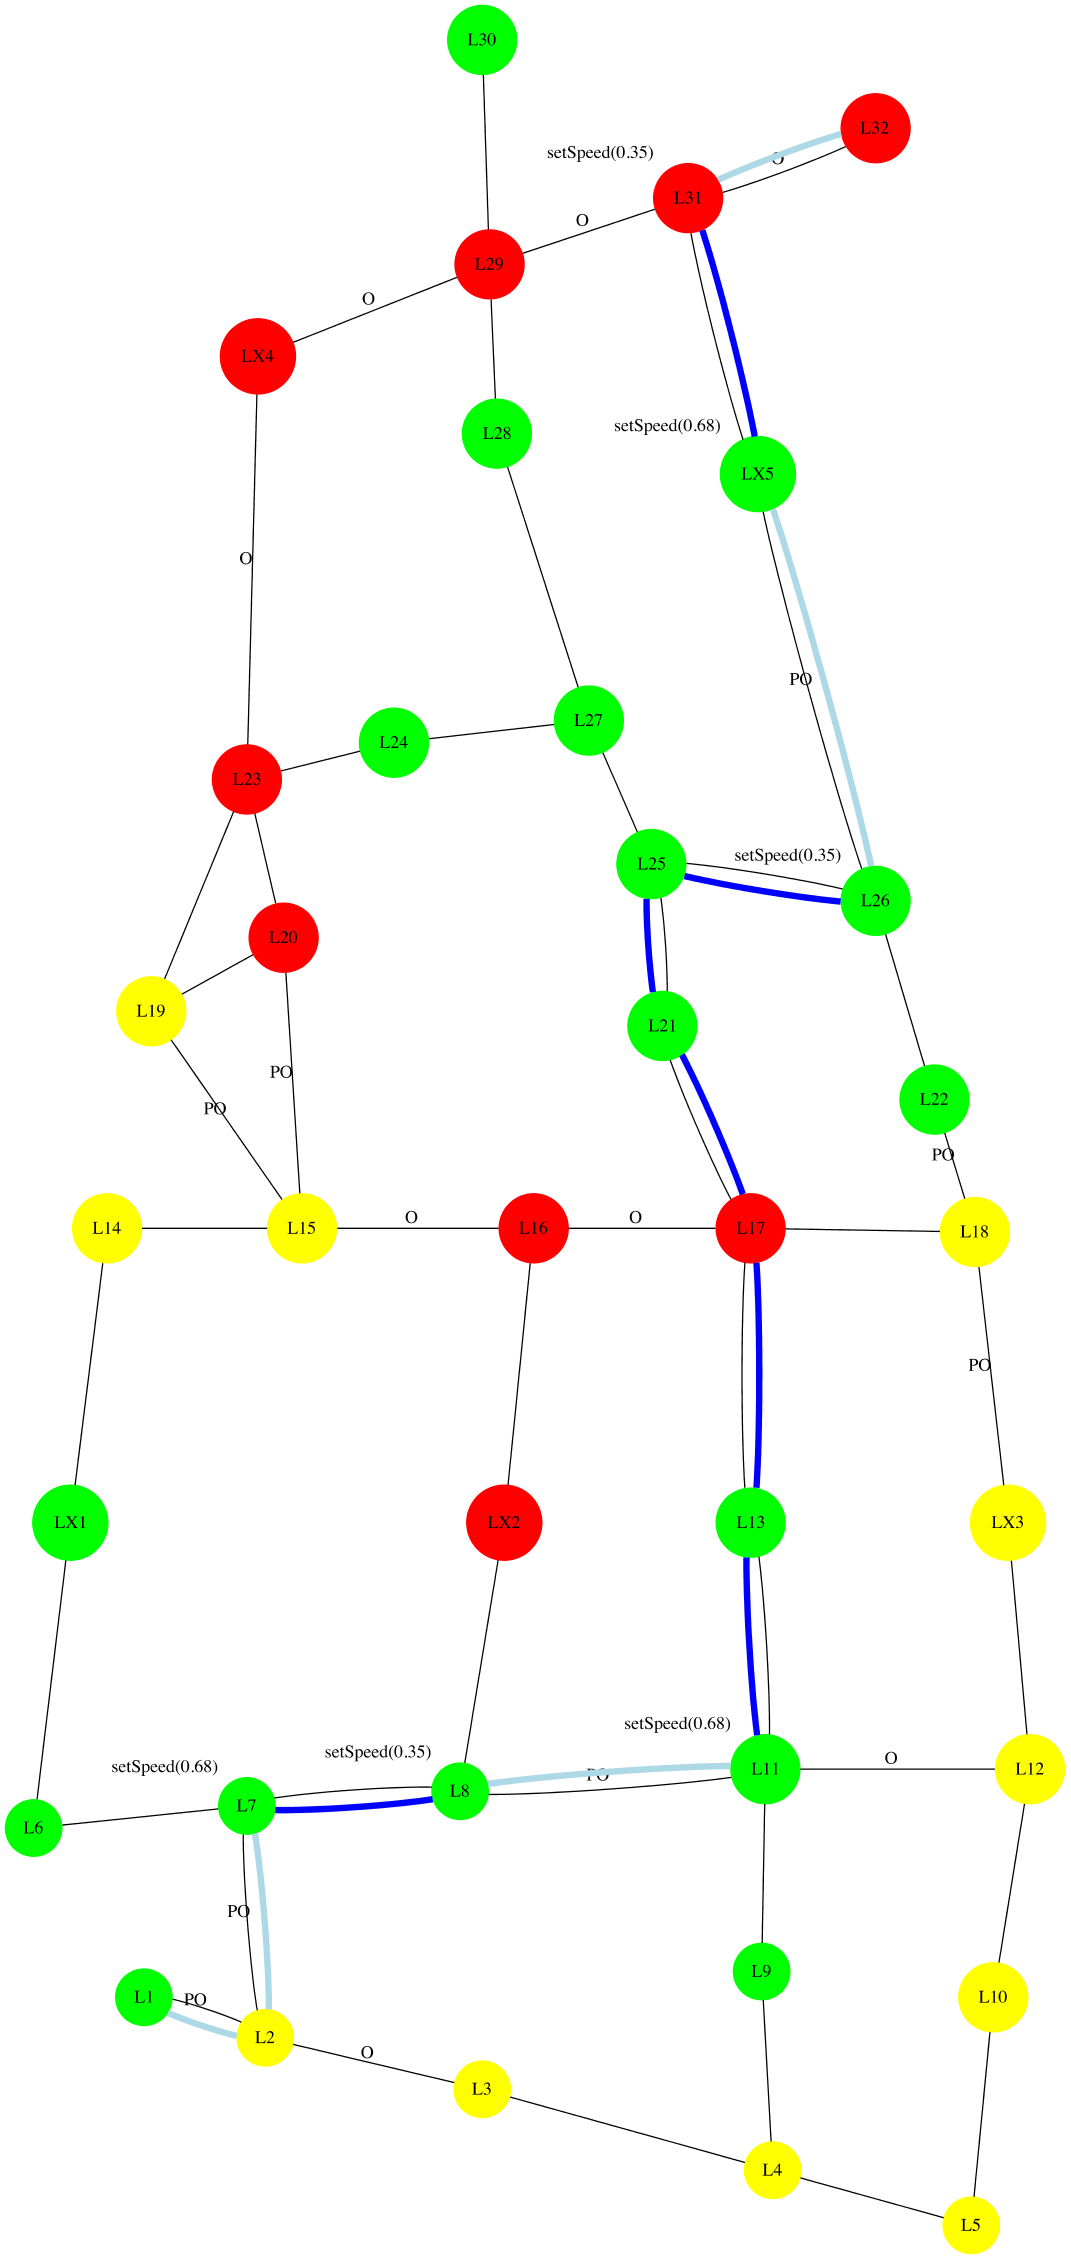 L30
L32
setSpeed(0.35)
O
L31
O
L29
O
LX4
setSpeed(0.68)
L28
LX5
O
PO
L27
L24
L23
setSpeed(0.35)
L25
L26
L20
L19
L21
PO
L22
PO
PO
O
O
L14
L15
L16
L17
L18
PO
LX1
LX2
L13
LX3
setSpeed(0.68)
setSpeed(0.35)
O
setSpeed(0.68)
L11
L12
PO
L8
L7
L6
PO
L9
L1
PO
L10
L2
O
L3
L4
L5